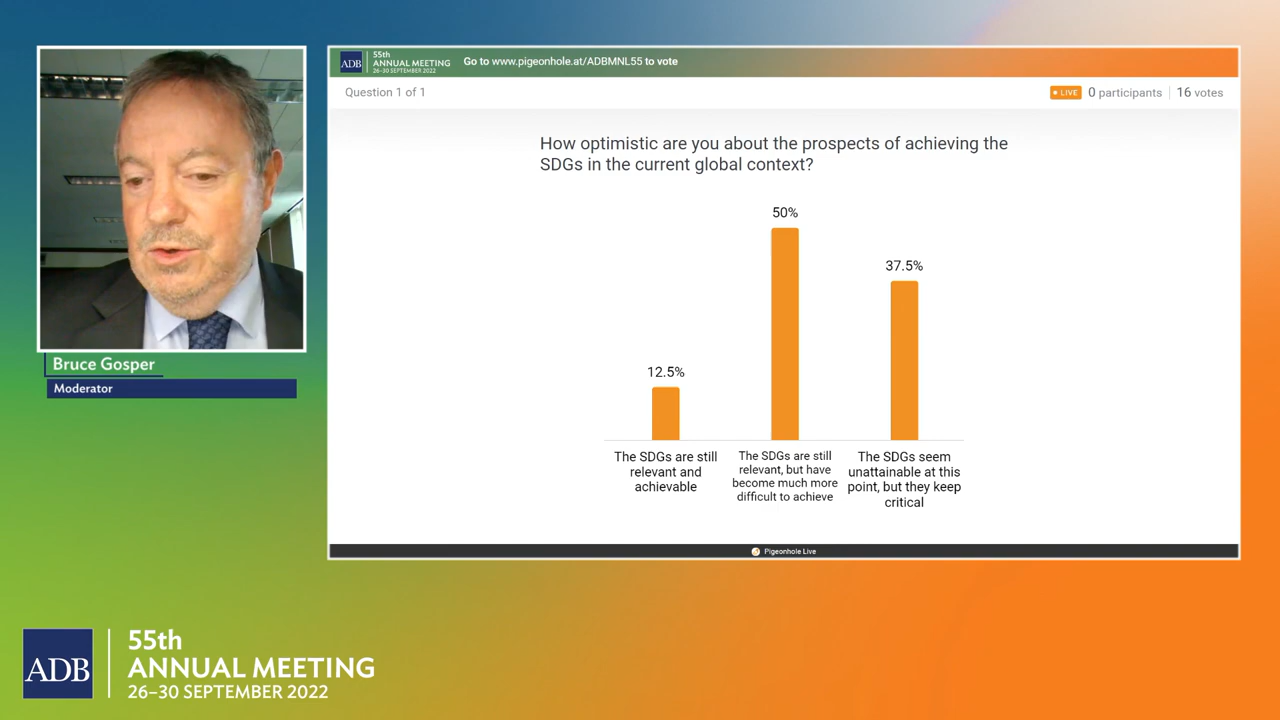 Bruce Gosper
Moderator
ADB
55th
ANNUAL MEETING
26-30 SEPTEMBER 2022
Go to www.pigeonhole.at/ADBMNL55 to vote
Question 1 of 1
LIVE
0 participants
16 votes
How optimistic are you about the prospects of achieving the
SDGs in the current global context?
12.5%
50%
37.5%
The SDGs are still
relevant and
achievable
The SDGs are still
relevant, but have
become much more
difficult to achieve
The SDGs seem
unattainable at this
point, but they keep
critical
Pigeonhole Live
ADB
55th
ANNUAL MEETING
26–30 SEPTEMBER 2022